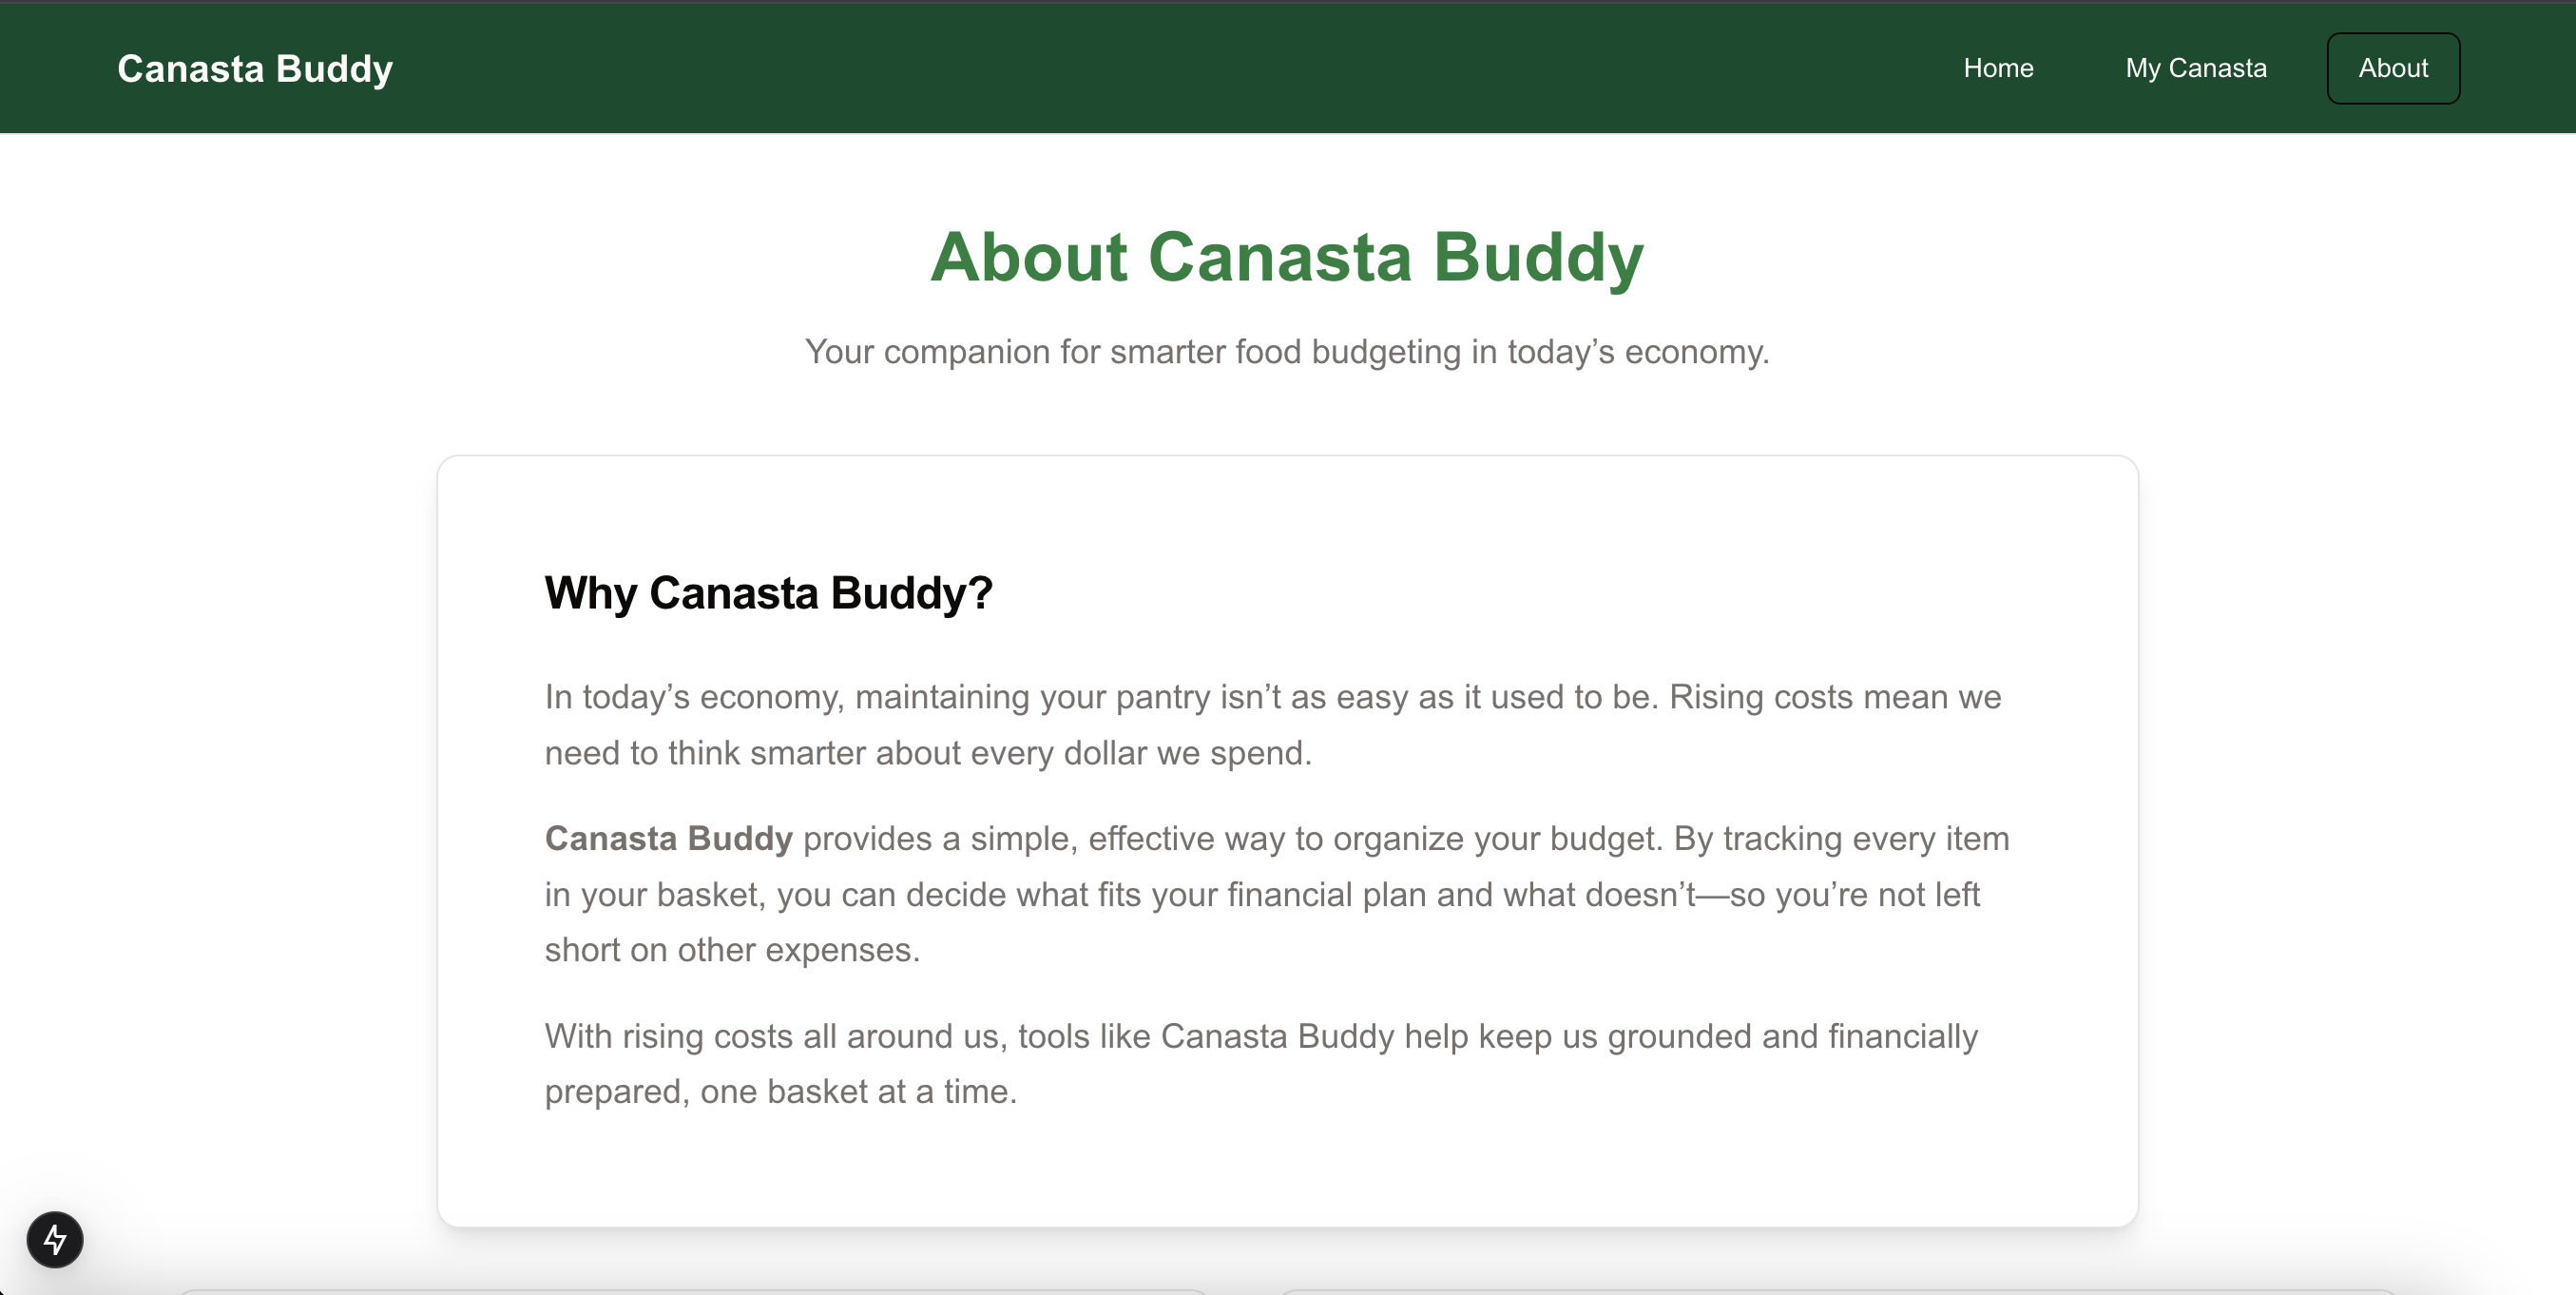 Canasta Buddy
Home
My Canasta
About
About Canasta Buddy
Your companion for smarter food budgeting in today’s economy.
Why Canasta Buddy?
In today’s economy, maintaining your pantry isn’t as easy as it used to be. Rising costs mean we
need to think smarter about every dollar we spend.
Canasta Buddy provides a simple, effective way to organize your budget. By tracking every item
in your basket, you can decide what fits your financial plan and what doesn’t—so you’re not left
short on other expenses.
With rising costs all around us, tools like Canasta Buddy help keep us grounded and financially
prepared, one basket at a time.